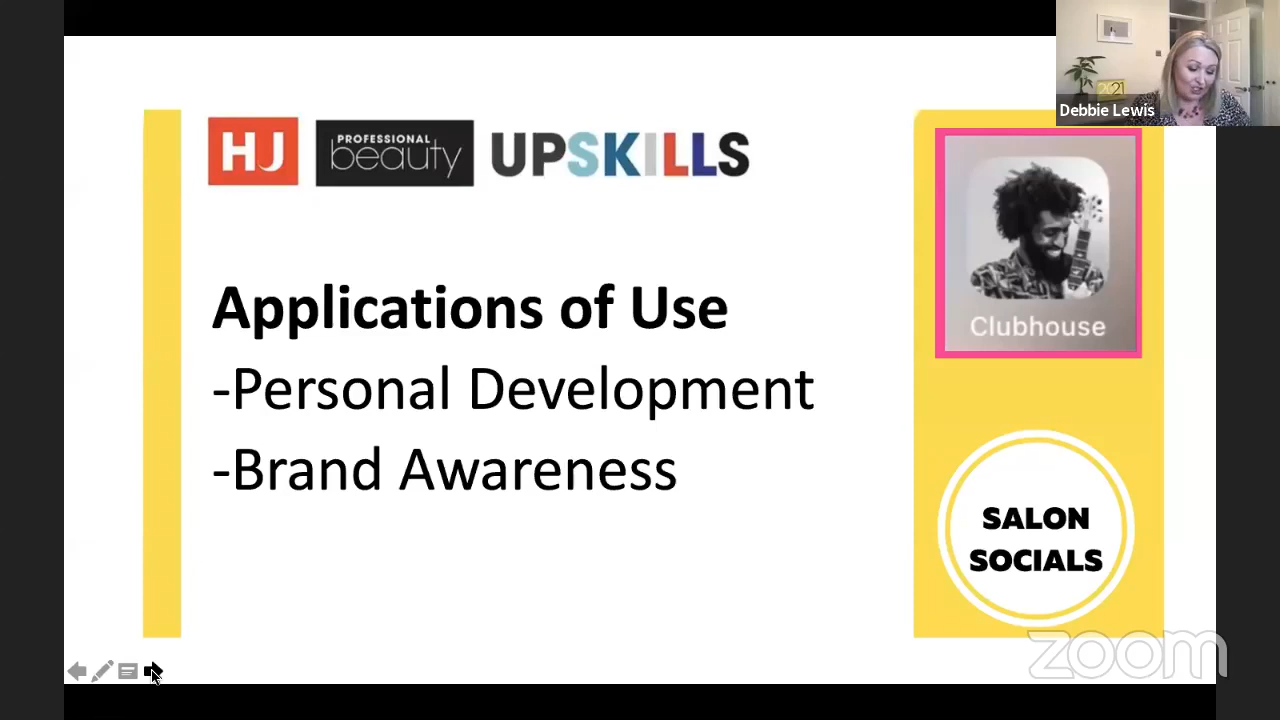 Debbie Lewis
HJ
PROFESSIONAL
beauty
UPSKILLS
Applications of Use
-Personal Development
-Brand Awareness
Clubhouse
SALON
SOCIALS
zoom